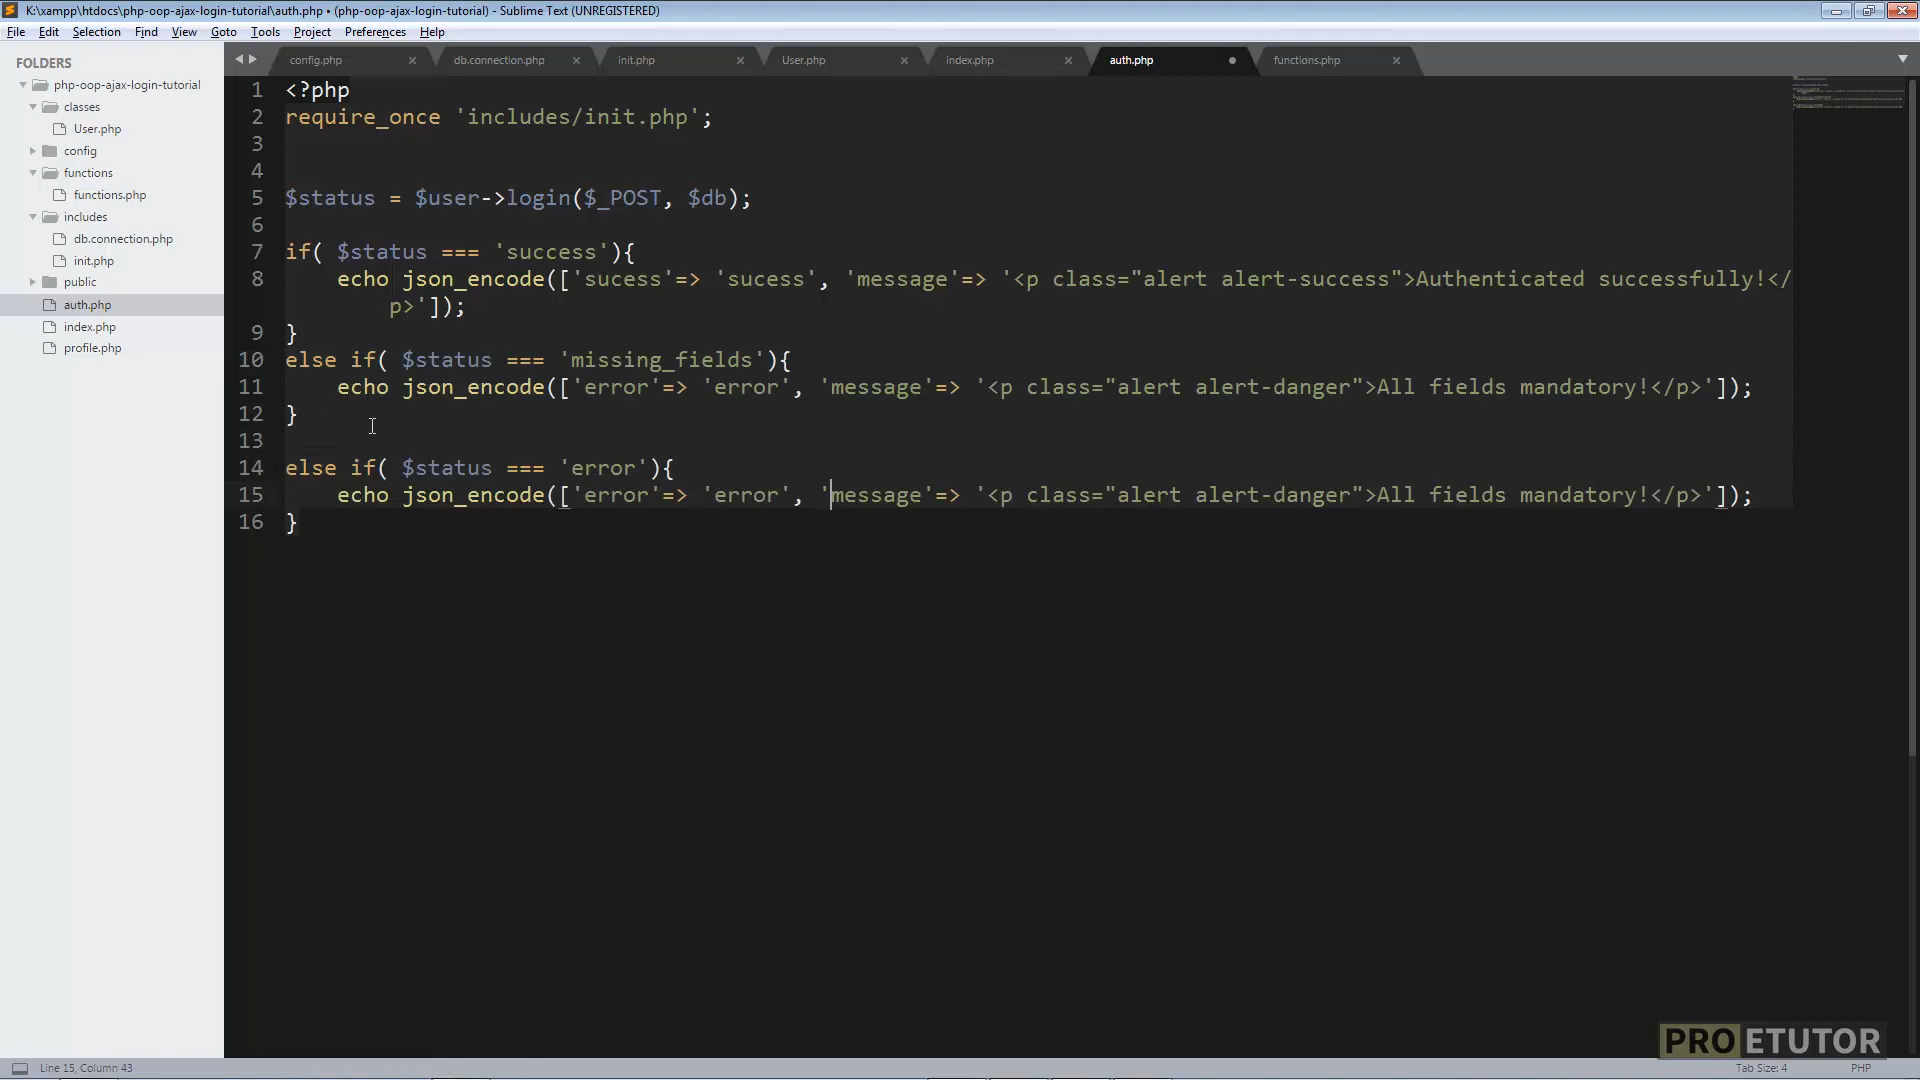 K:\xampp\htdocs\php-oop-ajax-login-tutorial\auth.php • (php-oop-ajax-login-tutorial) - Sublime Text (UNREGISTERED)
File Edit Selection Find View Goto Tools Project Preferences Help
FOLDERS
php-oop-ajax-login-tutorial
classes
User.php
config
functions
functions.php
includes
db.connection.php
init.php
public
auth.php
index.php
profile.php
config.php db.connection.php init.php User.php index.php auth.php functions.php
1 <?php
2 require_once 'includes/init.php';
3
4
5 $status = $user->login($_POST, $db);
6
7 if( $status === 'success'){
8 echo json_encode(['sucess'=> 'sucess', 'message'=> '<p class="alert alert-success">Authenticated successfully!</
p>']);
9 }
10 else if( $status === 'missing_fields'){
11 echo json_encode(['error'=> 'error', 'message'=> '<p class="alert alert-danger">All fields mandatory!</p>']);
12 }
13
14 else if( $status === 'error'){
15 echo json_encode(['error'=> 'error', 'message'=> '<p class="alert alert-danger">All fields mandatory!</p>']);
16 }
PROETUTOR
Line 15, Column 43 Tab Size: 4 PHP